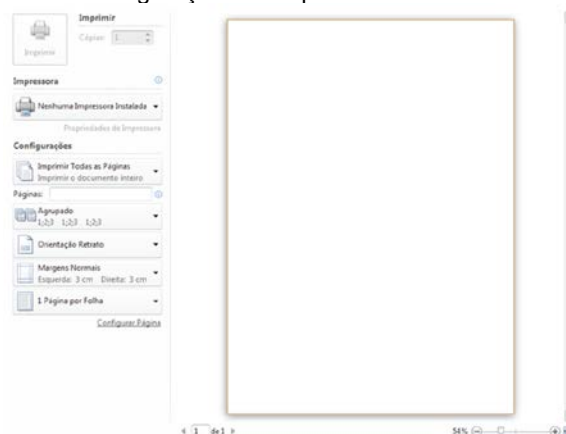 Imprimir
Cópias: 1
Imprimir
Impressora
Nenhuma Impressora Instalada
Propriedades de Impressora
Configurações
Imprimir Todas as Páginas
Imprimir o documento inteiro
Páginas:
Agrupado
1;2;3 1;2;3 1;2;3
Orientação Retrato
Margens Normais
Esquerda: 3 cm Direita: 3 cm
1 Página por Folha
Configurar Página
1 de 1
54%